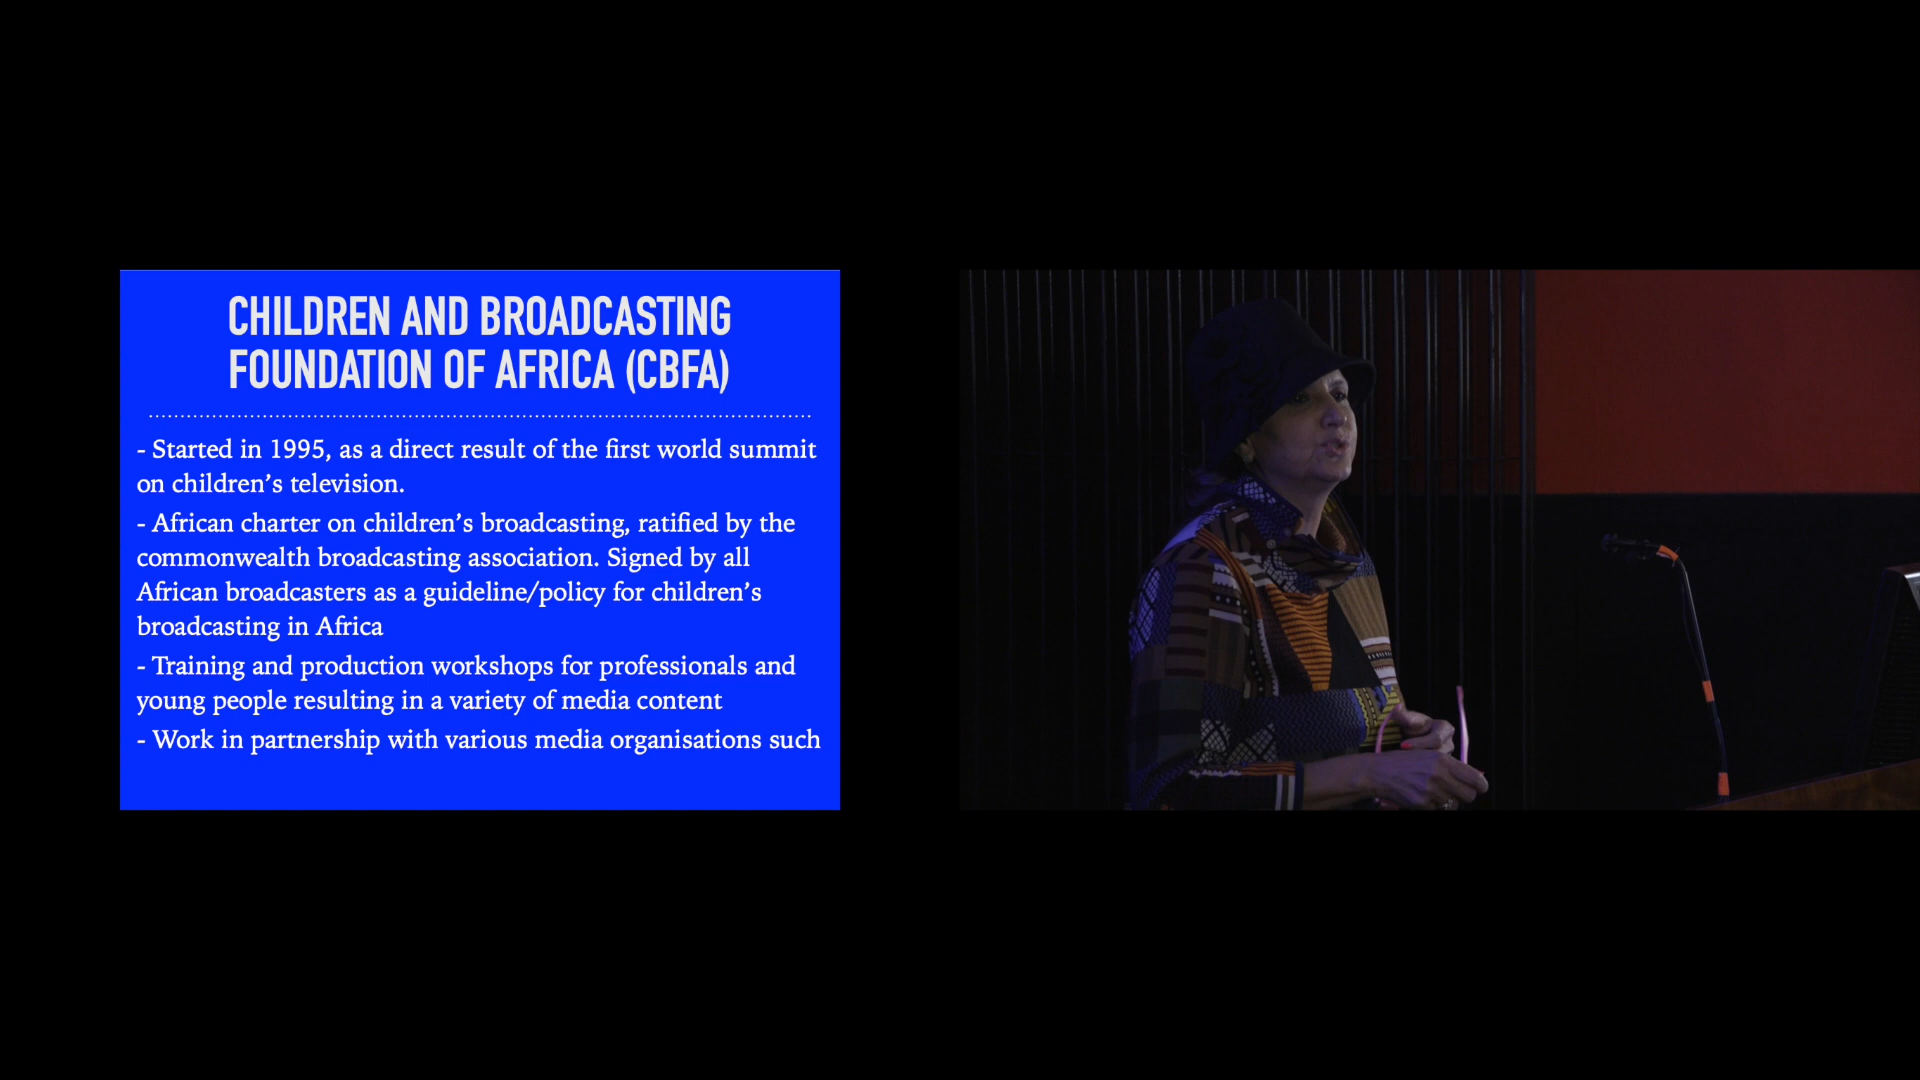 CHILDREN AND BROADCASTING
FOUNDATION OF AFRICA (CBFA)
- Started in 1995, as a direct result of the first world summit
on children’s television.
- African charter on children’s broadcasting, ratified by the
commonwealth broadcasting association. Signed by all
African broadcasters as a guideline/policy for children’s
broadcasting in Africa
- Training and production workshops for professionals and
young people resulting in a variety of media content
- Work in partnership with various media organisations such